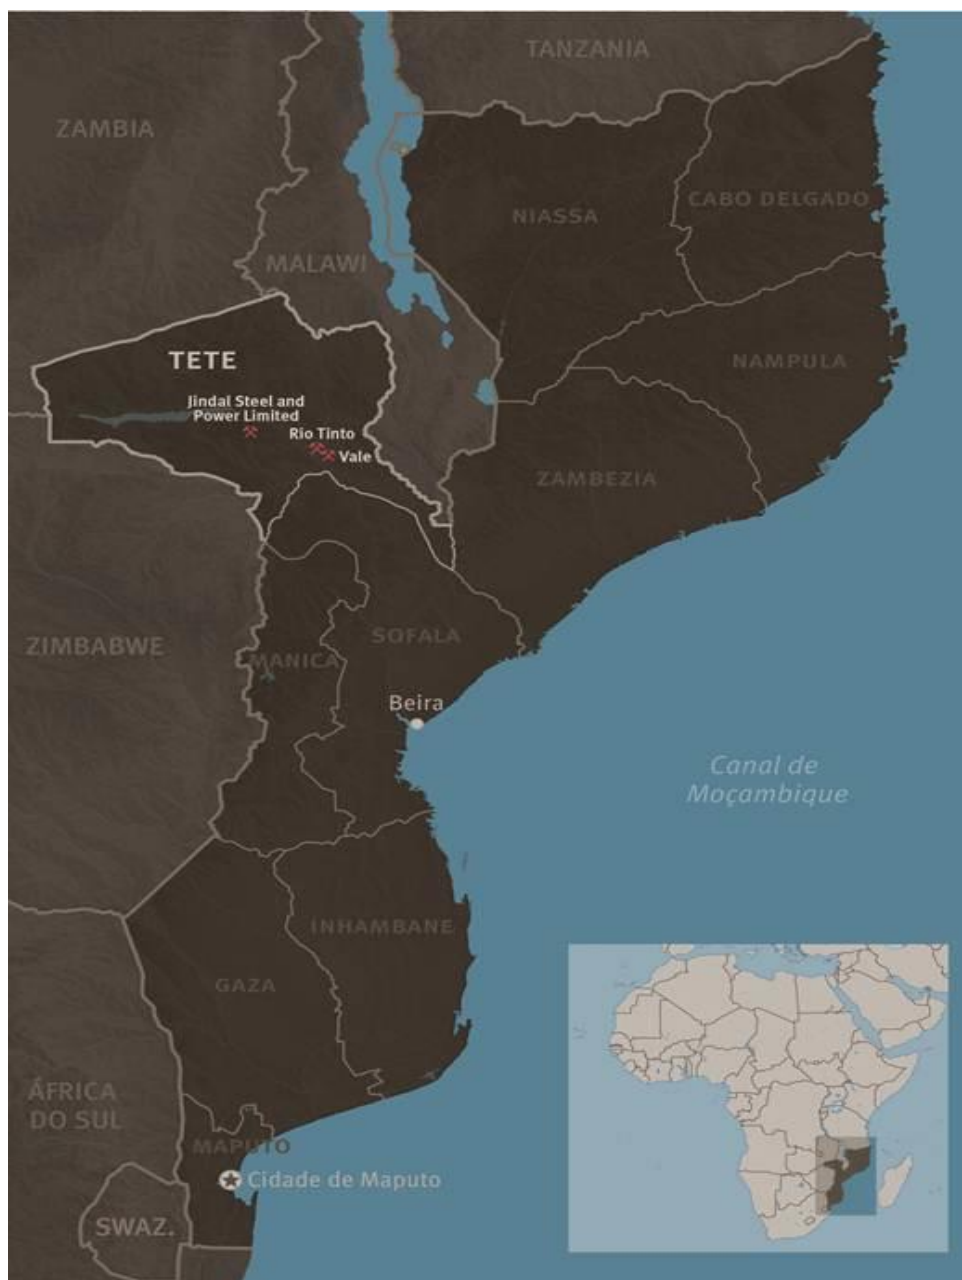 TANZANIA
ZAMBIA
CABO DELGADO
NIASSA
MALAWI
TETE
NAMPULA
Jindal Steel and
Power Limited
Rio Tinto
Vale
ZAMBEZIA
SOFALA
ZIMBABWE
MANICA
Beira
Canal de
Moçambique
INHAMBANE
GAZA
ÁFRICA
DO SUL
MAPUTO
Cidade de Maputo
SWAZ.